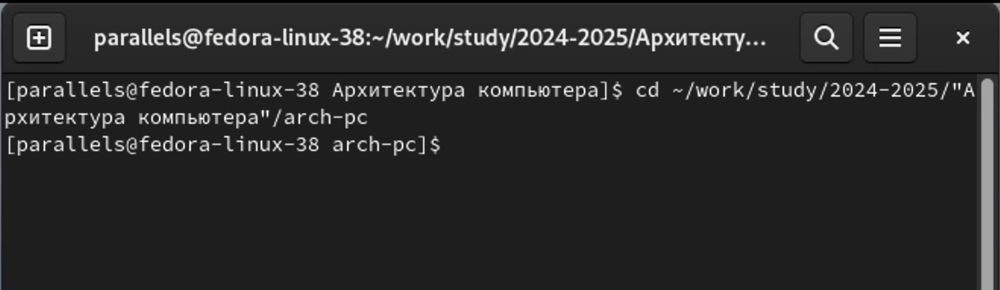 parallels@fedora-linux-38:~/work/study/2024-2025/Архитекту...
[parallels@fedora-linux-38 Архитектура компьютера]$ cd ~/work/study/2024-2025/"А
рхитектура компьютера"/arch-pc
[parallels@fedora-linux-38 arch-pc]$